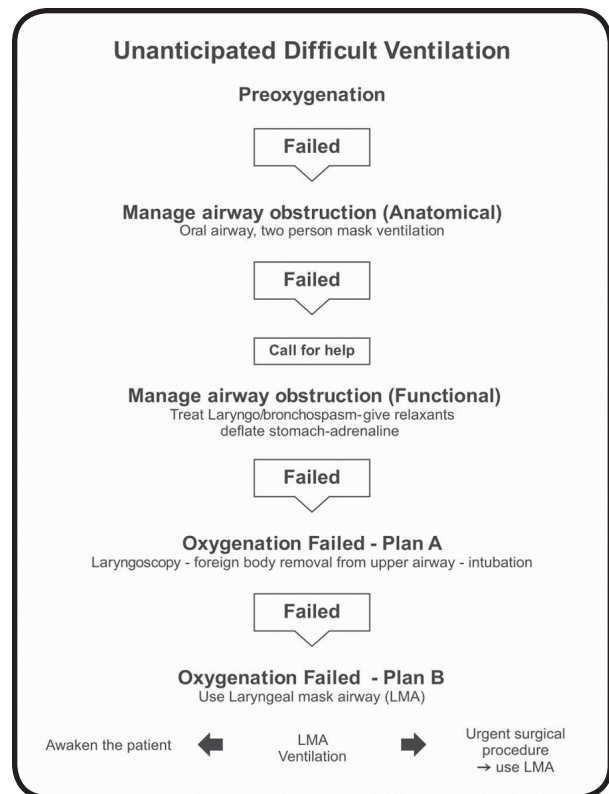 Unanticipated Difficult Ventilation
Preoxygenation
Failed
Manage airway obstruction (Anatomical)
Oral airway, two person mask ventilation
Failed
Call for help
Manage airway obstruction (Functional)
Treat Laryngo/bronchospasm-give relaxants
deflate stomach-adrenaline
Failed
Oxygenation Failed - Plan A
Laryngoscopy - foreign body removal from upper airway - intubation
Failed
Oxygenation Failed - Plan B
Use Laryngeal mask airway (LMA)
Awaken the patient
LMA
Ventilation
Urgent surgical
procedure
→ use LMA